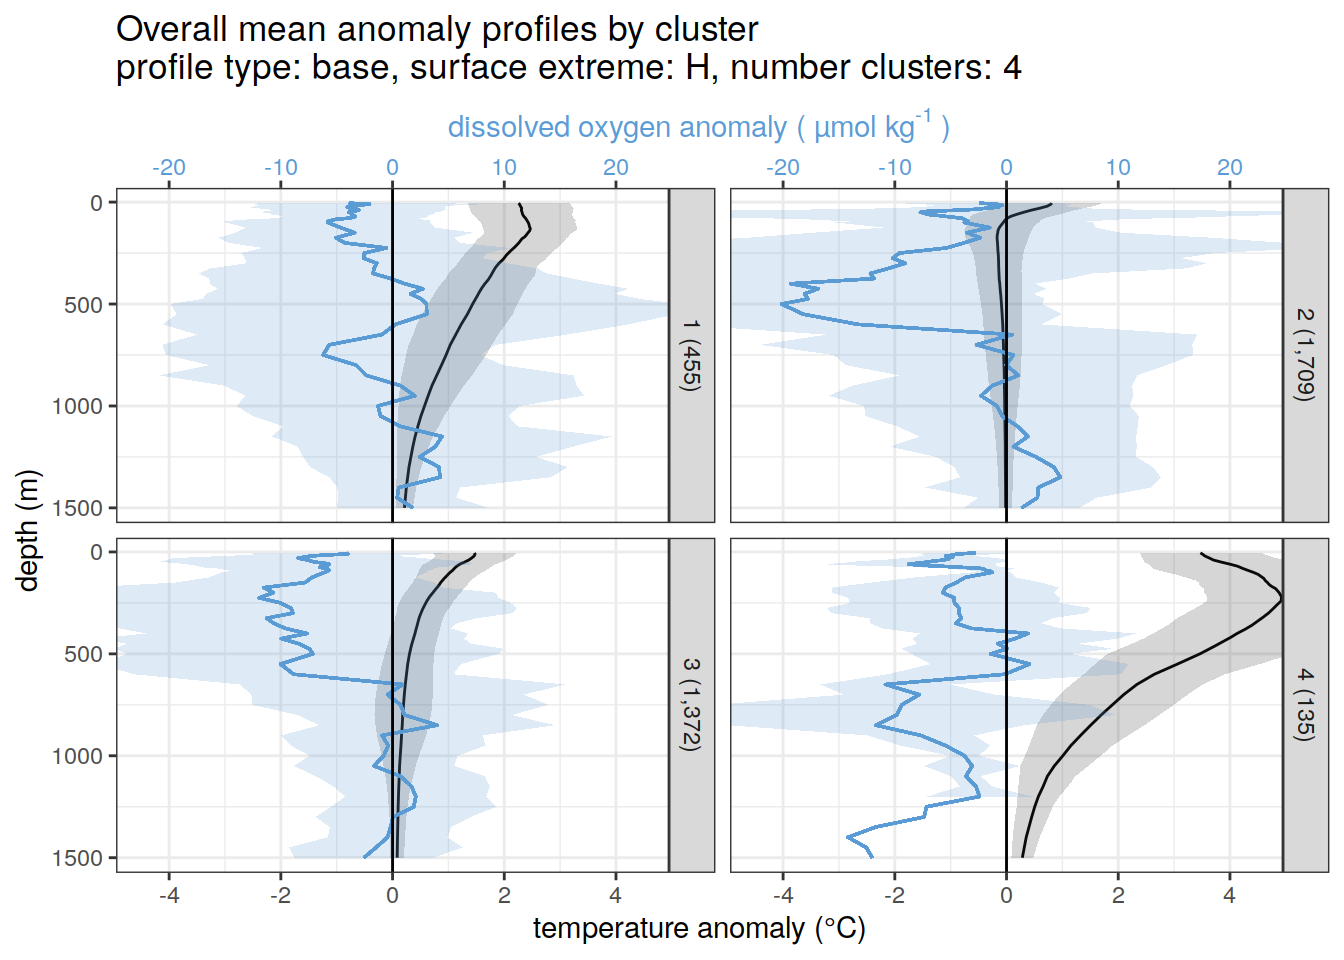 Overall mean anomaly profiles by cluster
profile type: base, surface extreme: H, number clusters: 4
dissolved oxygen anomaly ( µmol kg⁻¹ )
-20 -10 0 10 20 -20 -10 0 10 20
0
500
1000
1500
1 (455)
2 (1,709)
depth (m)
0
500
1000
1500
3 (1,372)
4 (135)
-4 -2 0 2 4 -4 -2 0 2 4
temperature anomaly (°C)